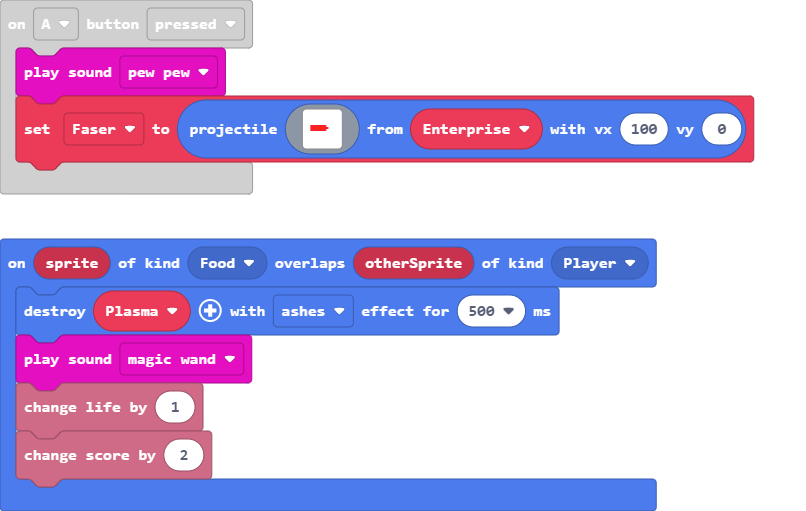 on A button pressed
play sound pew pew
set Faser to projectile from Enterprise with vx 100 vy 0
on sprite of kind Food overlaps otherSprite of kind Player
destroy Plasma with ashes effect for 500 ms
play sound magic wand
change life by 1
change score by 2